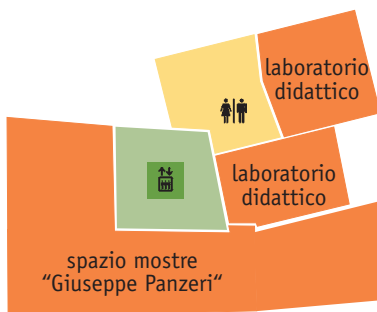 laboratorio
didattico
laboratorio
didattico
spazio mostre
“Giuseppe Panzeri“